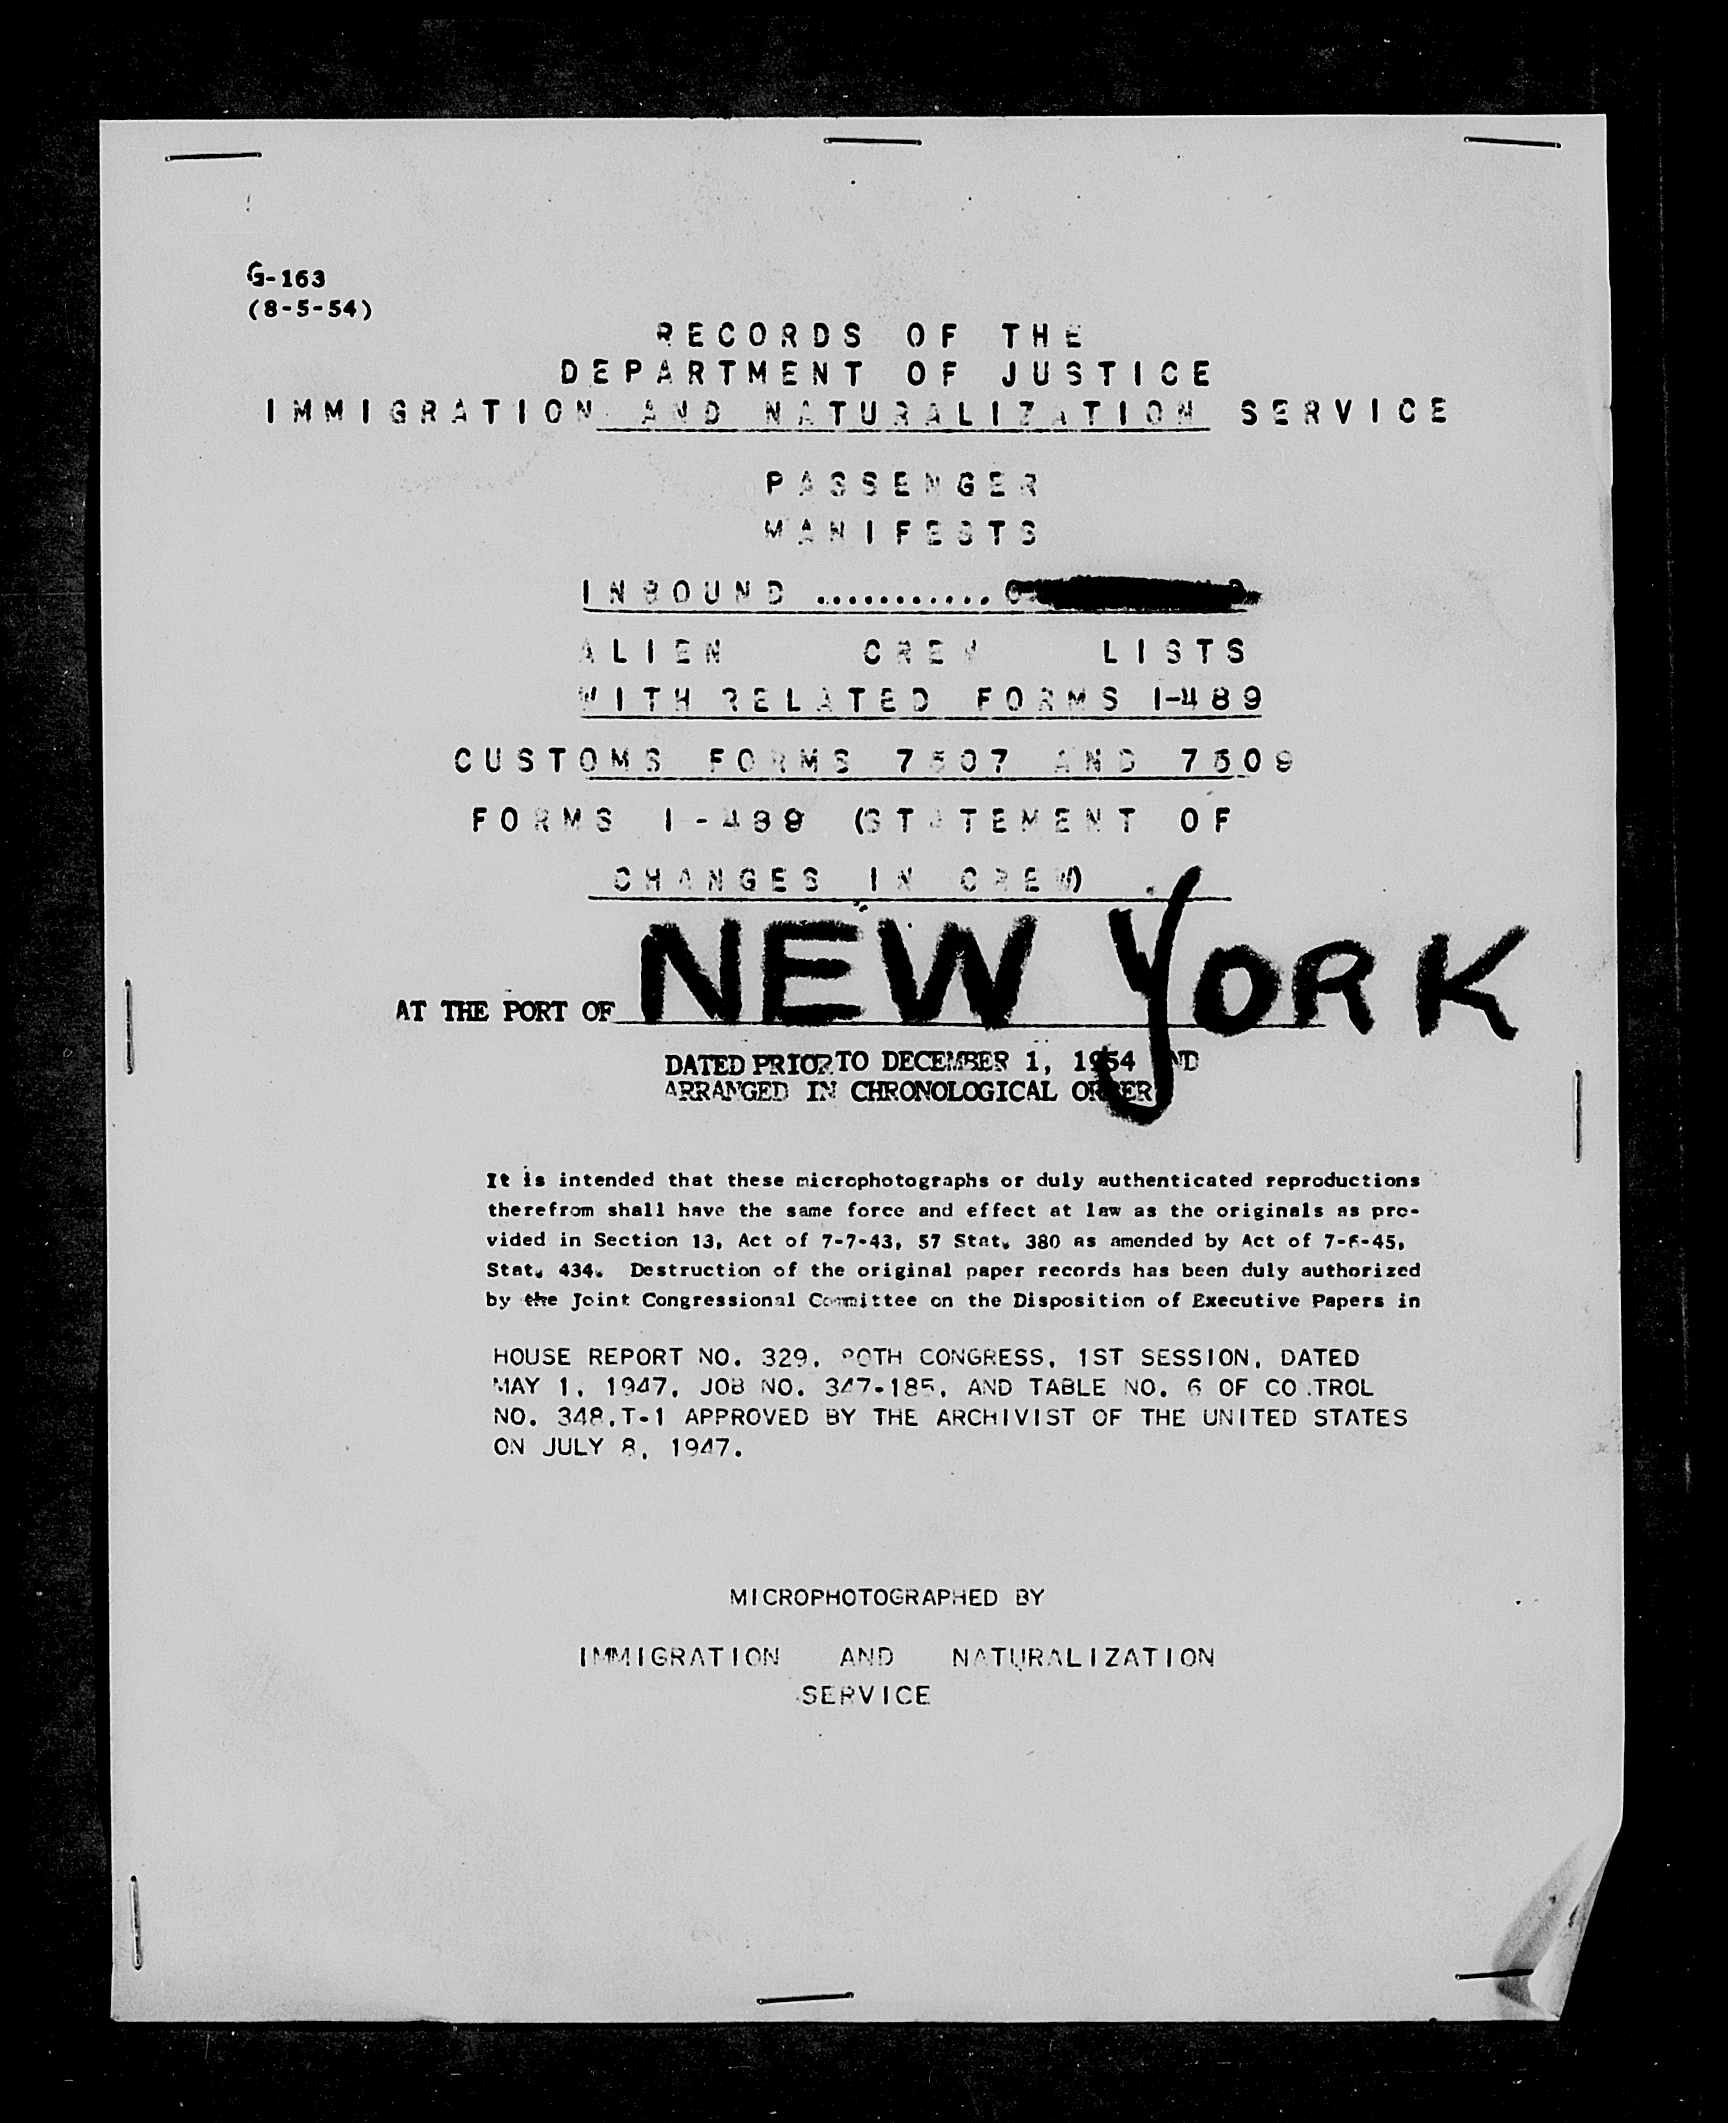 G-163
(8-5-54)
RECORDS OF THE
DEPARTMENT OF JUSTICE
IMMIGRATION AND NATURALIZATION SERVICE
PASSENGER
MANIFESTS
INBOUND ...........
ALIEN CREW LISTS
WITH RELATED FORMS I-489
CUSTOMS FORMS 7507 AND 7509
FORMS I-489 (STATEMENT OF
CHANGES IN CREW)
AT THE PORT OF NEW YORK
DATED PRIOR TO DECEMBER 1, 1954 AND
ARRANGED IN CHRONOLOGICAL ORDER
It is intended that these microphotographs or duly authenticated reproductions
therefrom shall have the same force and effect at law as the originals as pro-
vided in Section 13, Act of 7-7-43, 57 Stat. 380 as amended by Act of 7-6-45,
Stat. 434. Destruction of the original paper records has been duly authorized
by the Joint Congressional Committee on the Disposition of Executive Papers in
HOUSE REPORT NO. 329, 80TH CONGRESS, 1ST SESSION, DATED
MAY 1, 1947, JOB NO. 347-185, AND TABLE NO. 6 OF CO.TROL
NO. 348,T-1 APPROVED BY THE ARCHIVIST OF THE UNITED STATES
ON JULY 8, 1947.
MICROPHOTOGRAPHED BY
IMMIGRATION AND NATURALIZATION
SERVICE